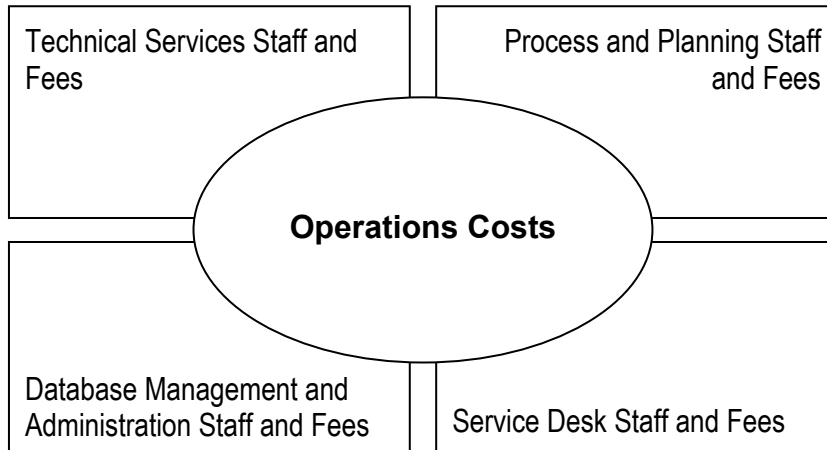 Technical Services Staff and
Fees
Process and Planning Staff
and Fees
Operations Costs
Database Management and
Administration Staff and Fees
Service Desk Staff and Fees